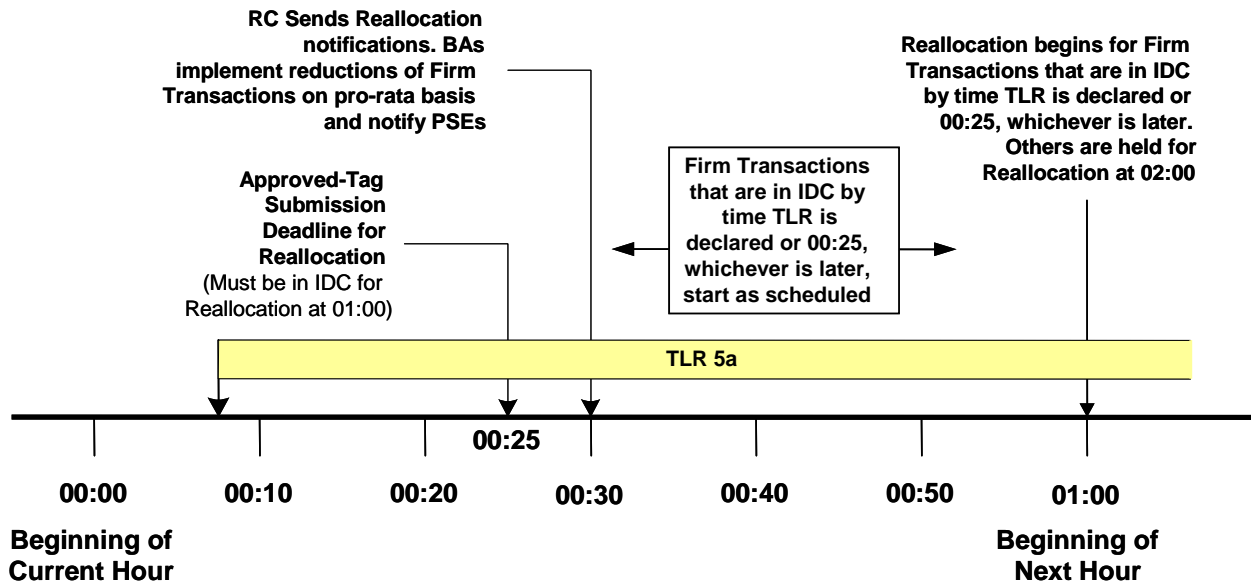 RC Sends Reallocation
notifications. BAs
implement reductions of Firm
Transactions on pro-rata basis
and notify PSEs
Approved-Tag
Submission
Deadline for
Reallocation
(Must be in IDC for
Reallocation at 01:00)
Firm Transactions
that are in IDC by
time TLR is
declared or 00:25,
whichever is later,
start as scheduled
Reallocation begins for Firm
Transactions that are in IDC
by time TLR is declared or
00:25, whichever is later.
Others are held for
Reallocation at 02:00
TLR 5a
00:25
00:00
00:10
00:20
00:30
00:40
00:50
01:00
Beginning of
Current Hour
Beginning of
Next Hour